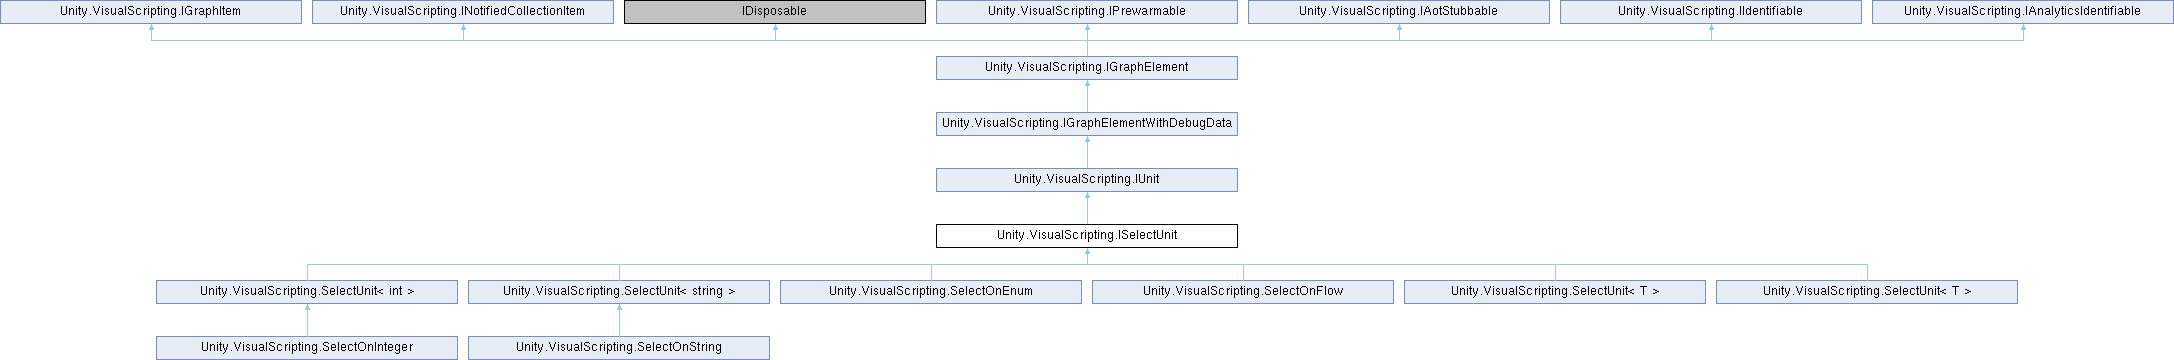 Unity.VisualScripting.IGraphItem
Unity.VisualScripting.INotifiedCollectionItem
IDisposable
Unity.VisualScripting.IPrewarmable
Unity.VisualScripting.IAotStubbable
Unity.VisualScripting.IIdentifiable
Unity.VisualScripting.IAnalyticsIdentifiable
Unity.VisualScripting.IGraphElement
Unity.VisualScripting.IGraphElementWithDebugData
Unity.VisualScripting.IUnit
Unity.VisualScripting.ISelectUnit
Unity.VisualScripting.SelectUnit< int >
Unity.VisualScripting.SelectUnit< string >
Unity.VisualScripting.SelectOnEnum
Unity.VisualScripting.SelectOnFlow
Unity.VisualScripting.SelectUnit< T >
Unity.VisualScripting.SelectUnit< T >
Unity.VisualScripting.SelectOnInteger
Unity.VisualScripting.SelectOnString